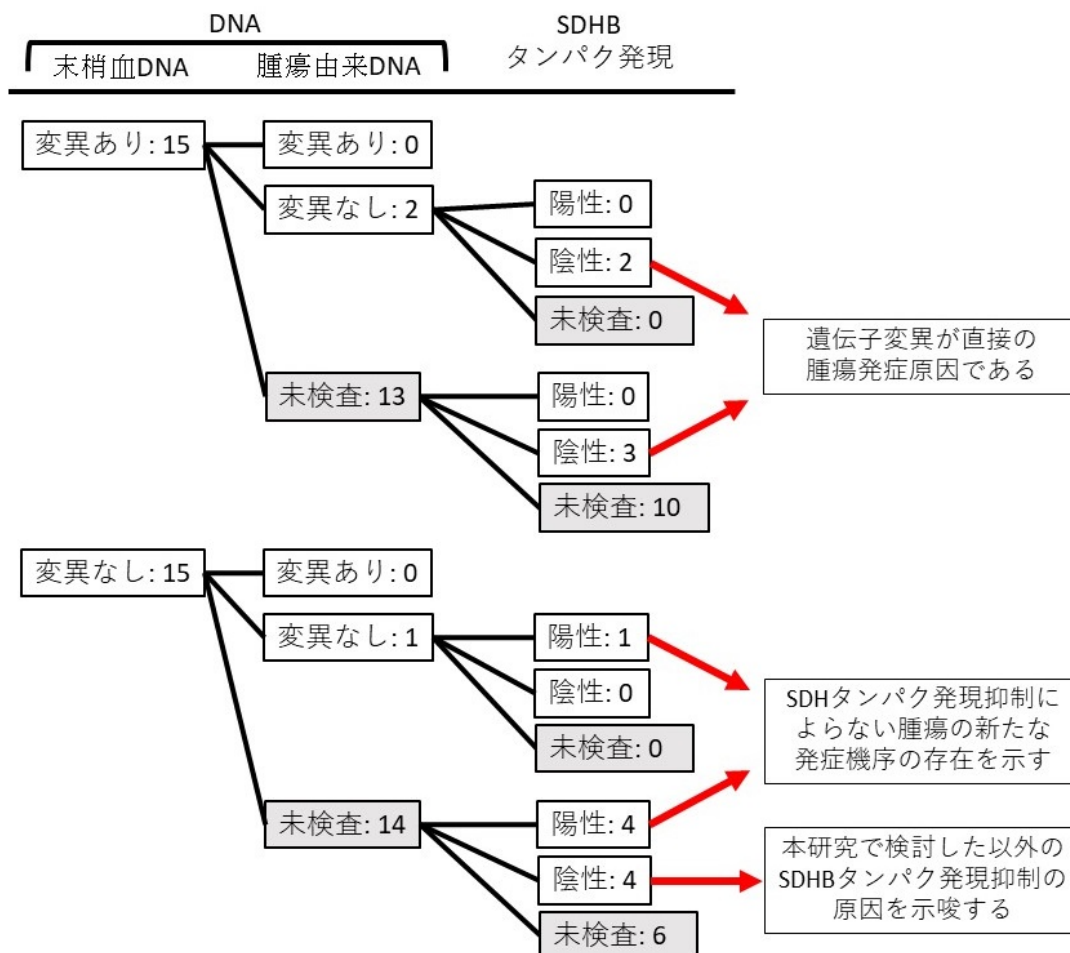 DNA
SDHB
タンパク発現
末梢血DNA
腫瘍由来DNA
変異あり: 15
変異あり: 0
変異なし: 2
陽性: 0
陰性: 2
未検査: 0
遺伝子変異が直接の
腫瘍発症原因である
未検査: 13
陽性: 0
陰性: 3
未検査: 10
変異なし: 15
変異あり: 0
変異なし: 1
陽性: 1
陰性: 0
未検査: 0
SDHタンパク発現抑制に
よらない腫瘍の新たな
発症機序の存在を示す
未検査: 14
陽性: 4
陰性: 4
未検査: 6
本研究で検討した以外の
SDHBタンパク発現抑制の
原因を示唆する